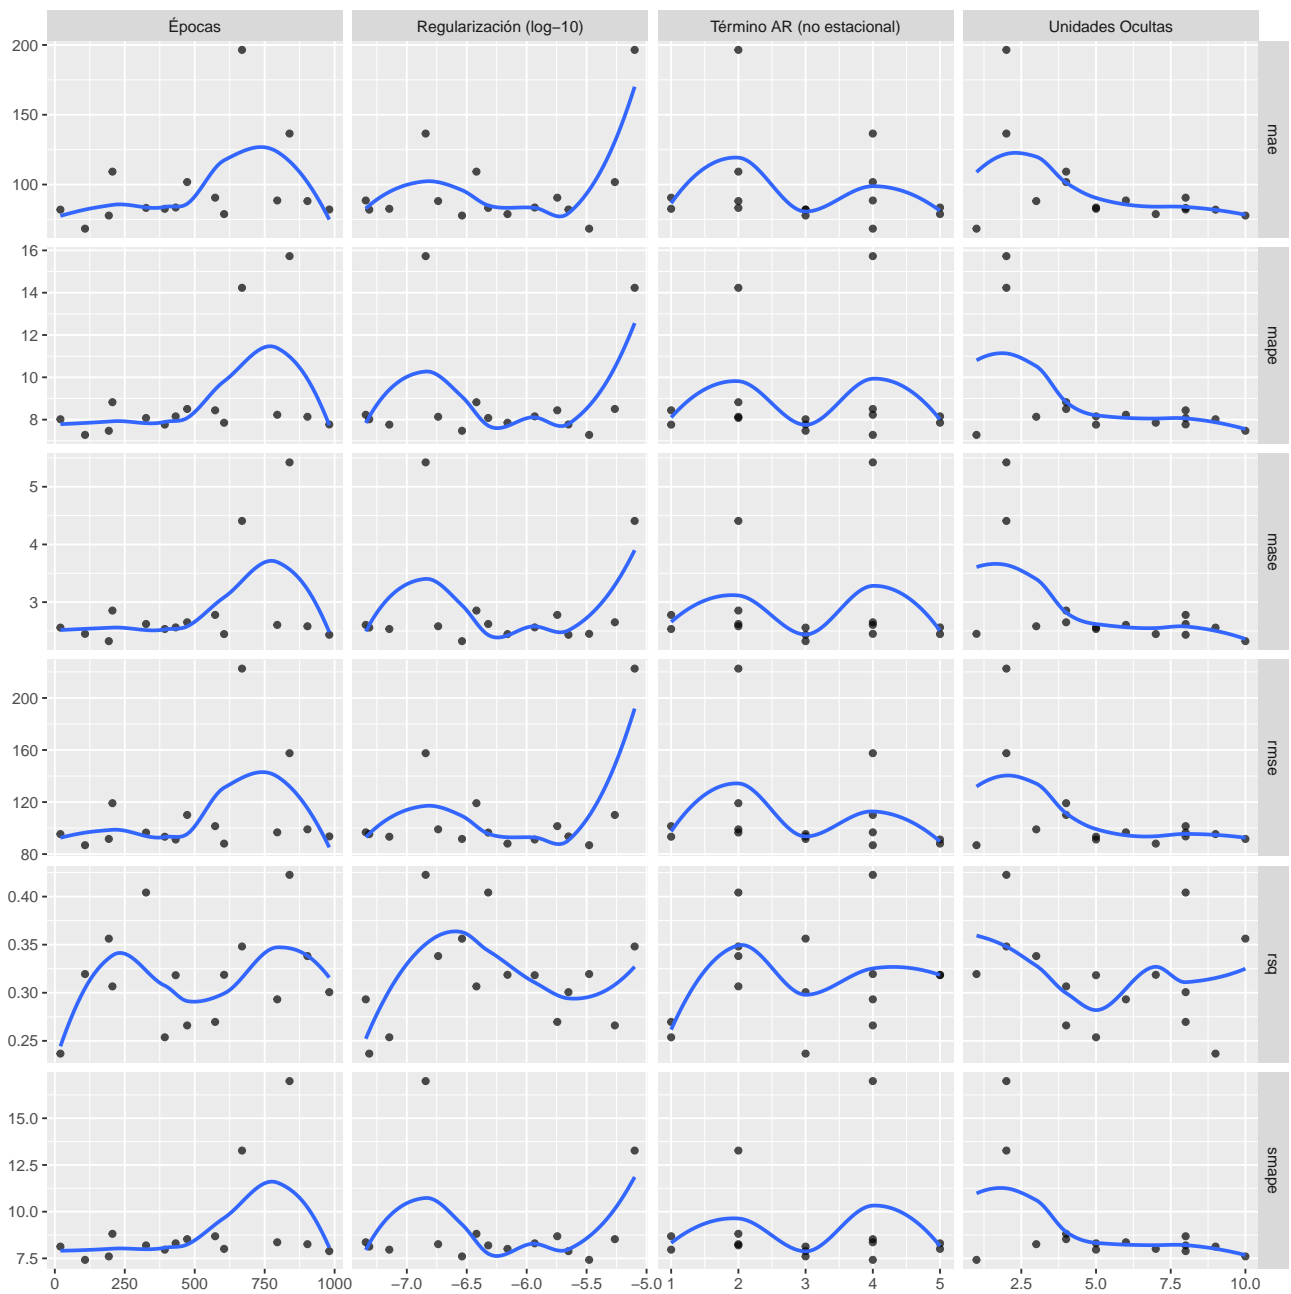 Épocas
Regularización (log−10)
Término AR (no estacional)
Unidades Ocultas
200
150
100
mae
16
14
12
10
8
mape
5
4
3
mase
200
160
120
80
rmse
0.40
0.35
0.30
0.25
rsq
15.0
12.5
10.0
7.5
smape
0 250 500 750 1000
−7.0 −6.5 −6.0 −5.5 −5.0
1 2 3 4 5
2.5 5.0 7.5 10.0